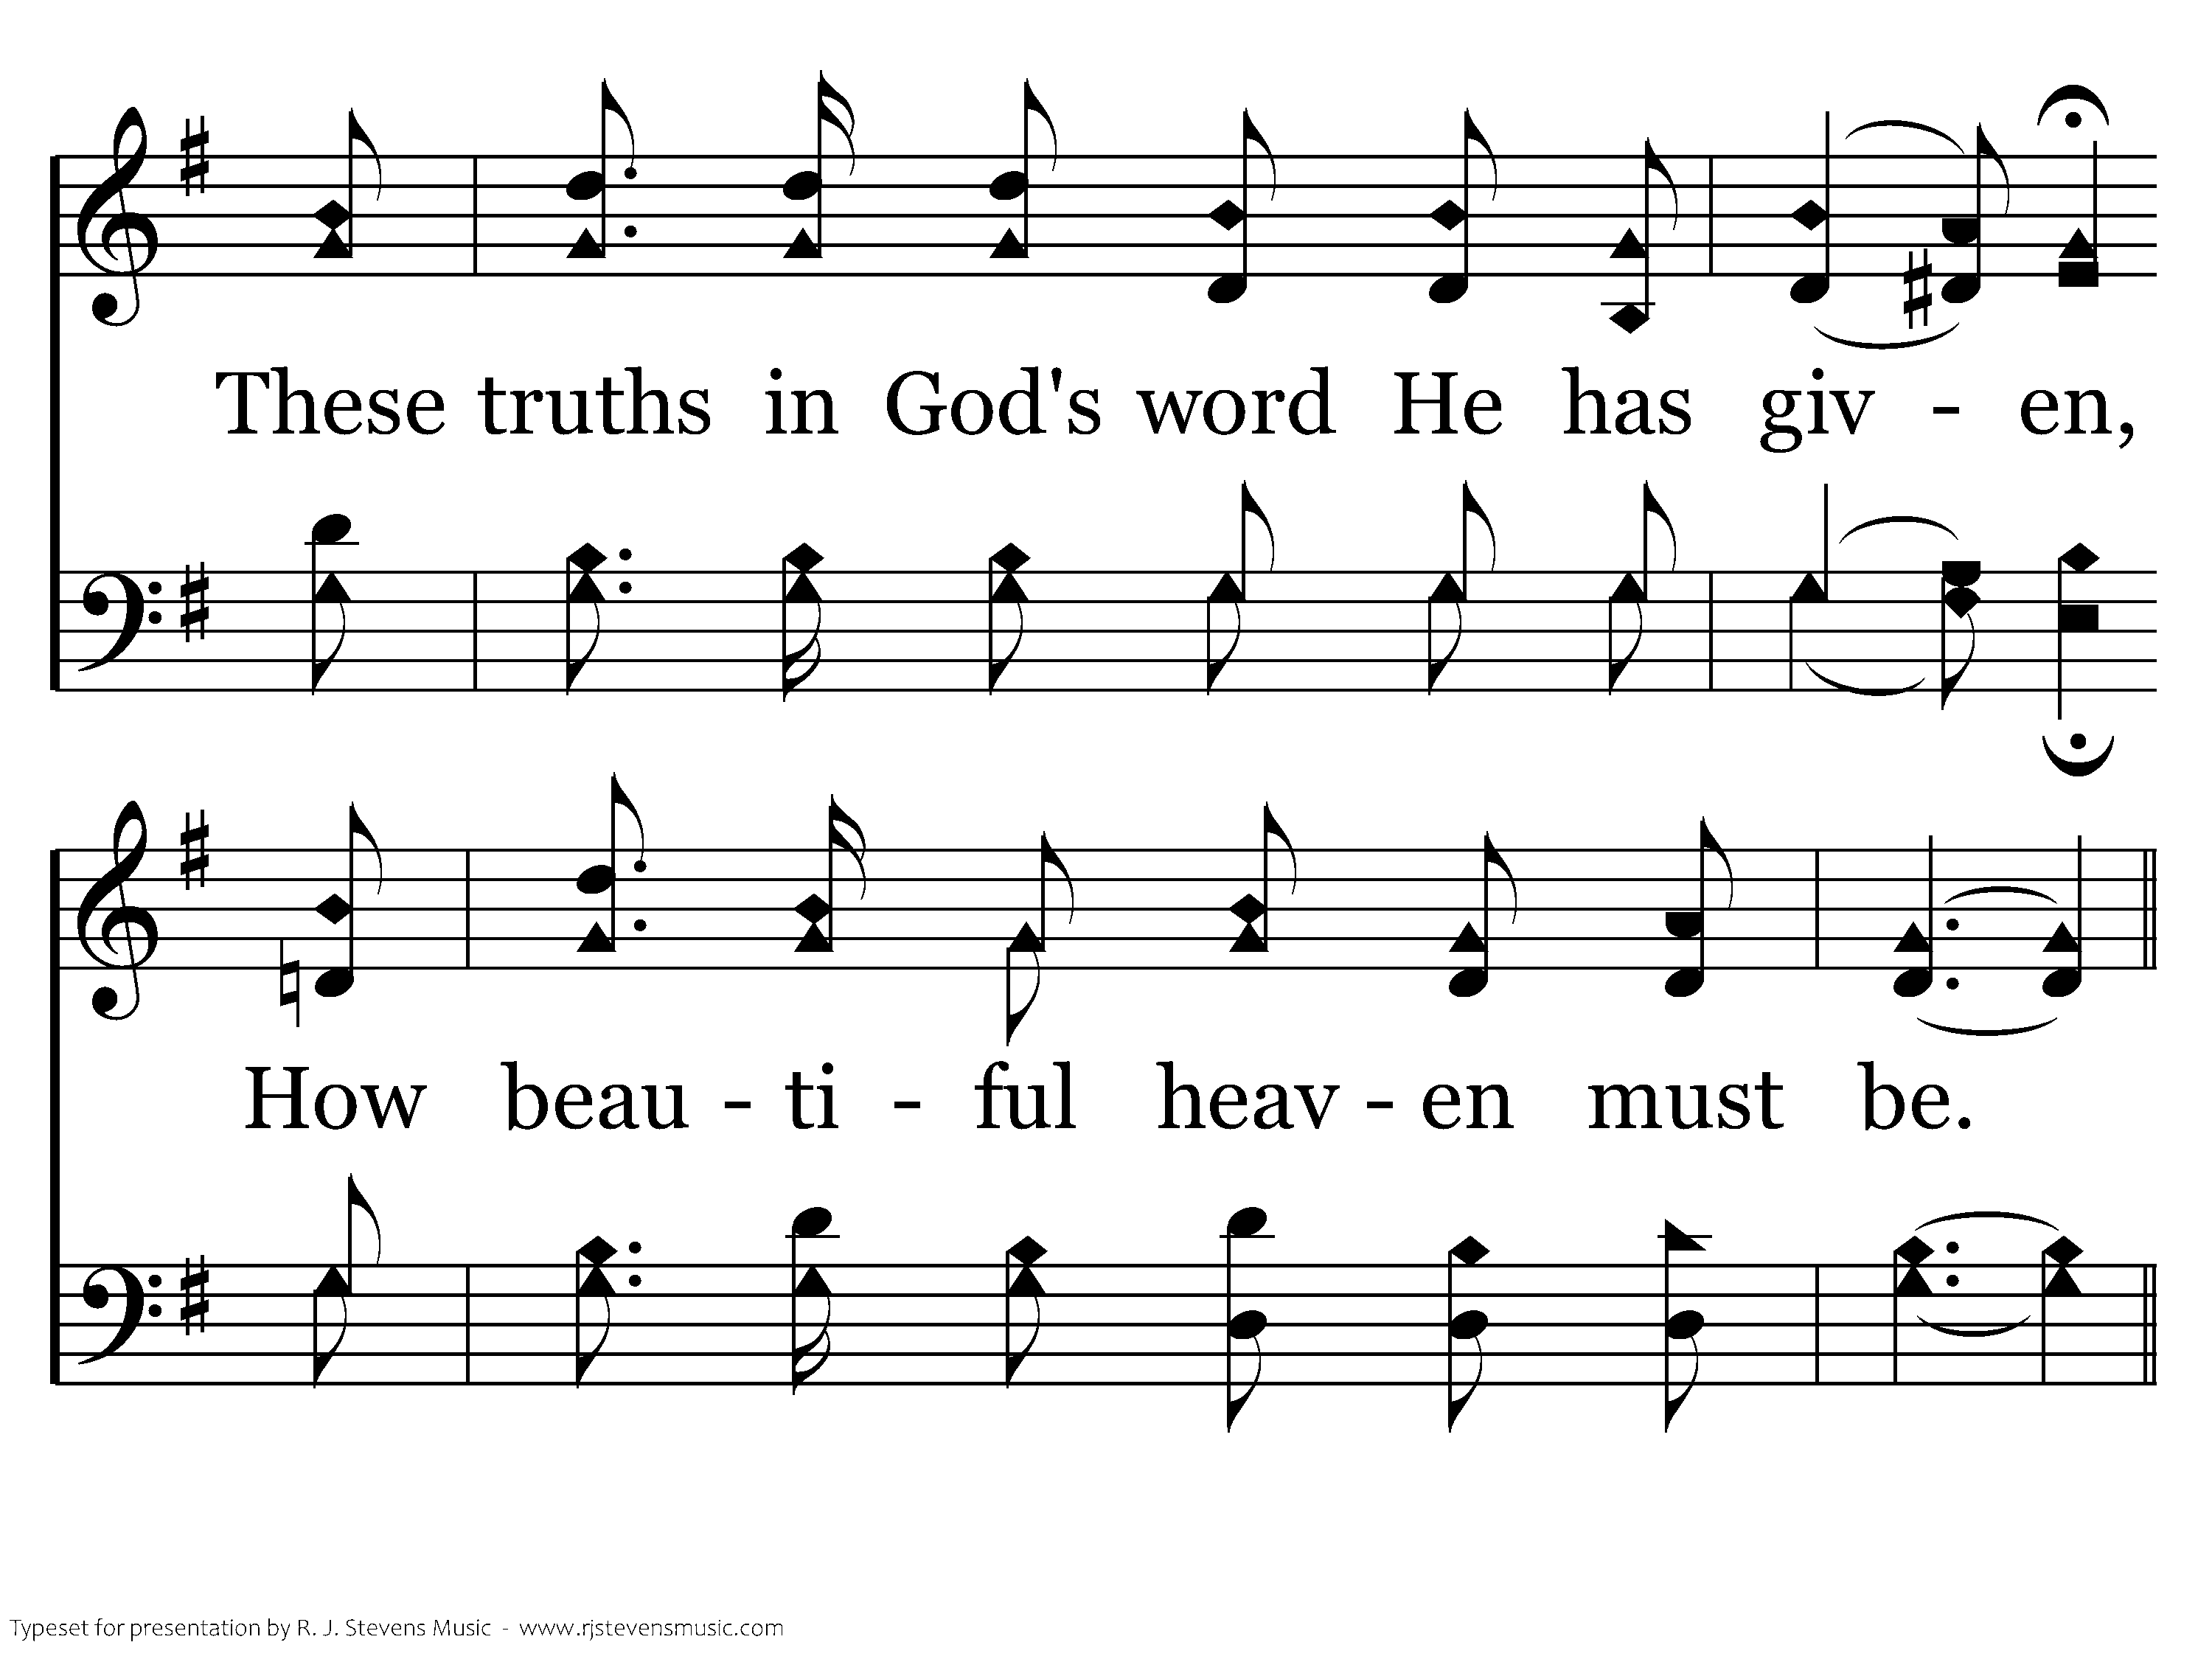 These truths in God's word He has giv - en,
How beau - ti - ful heav - en must be.
Typeset for presentation by R. J. Stevens Music - www.rjstevensmusic.com